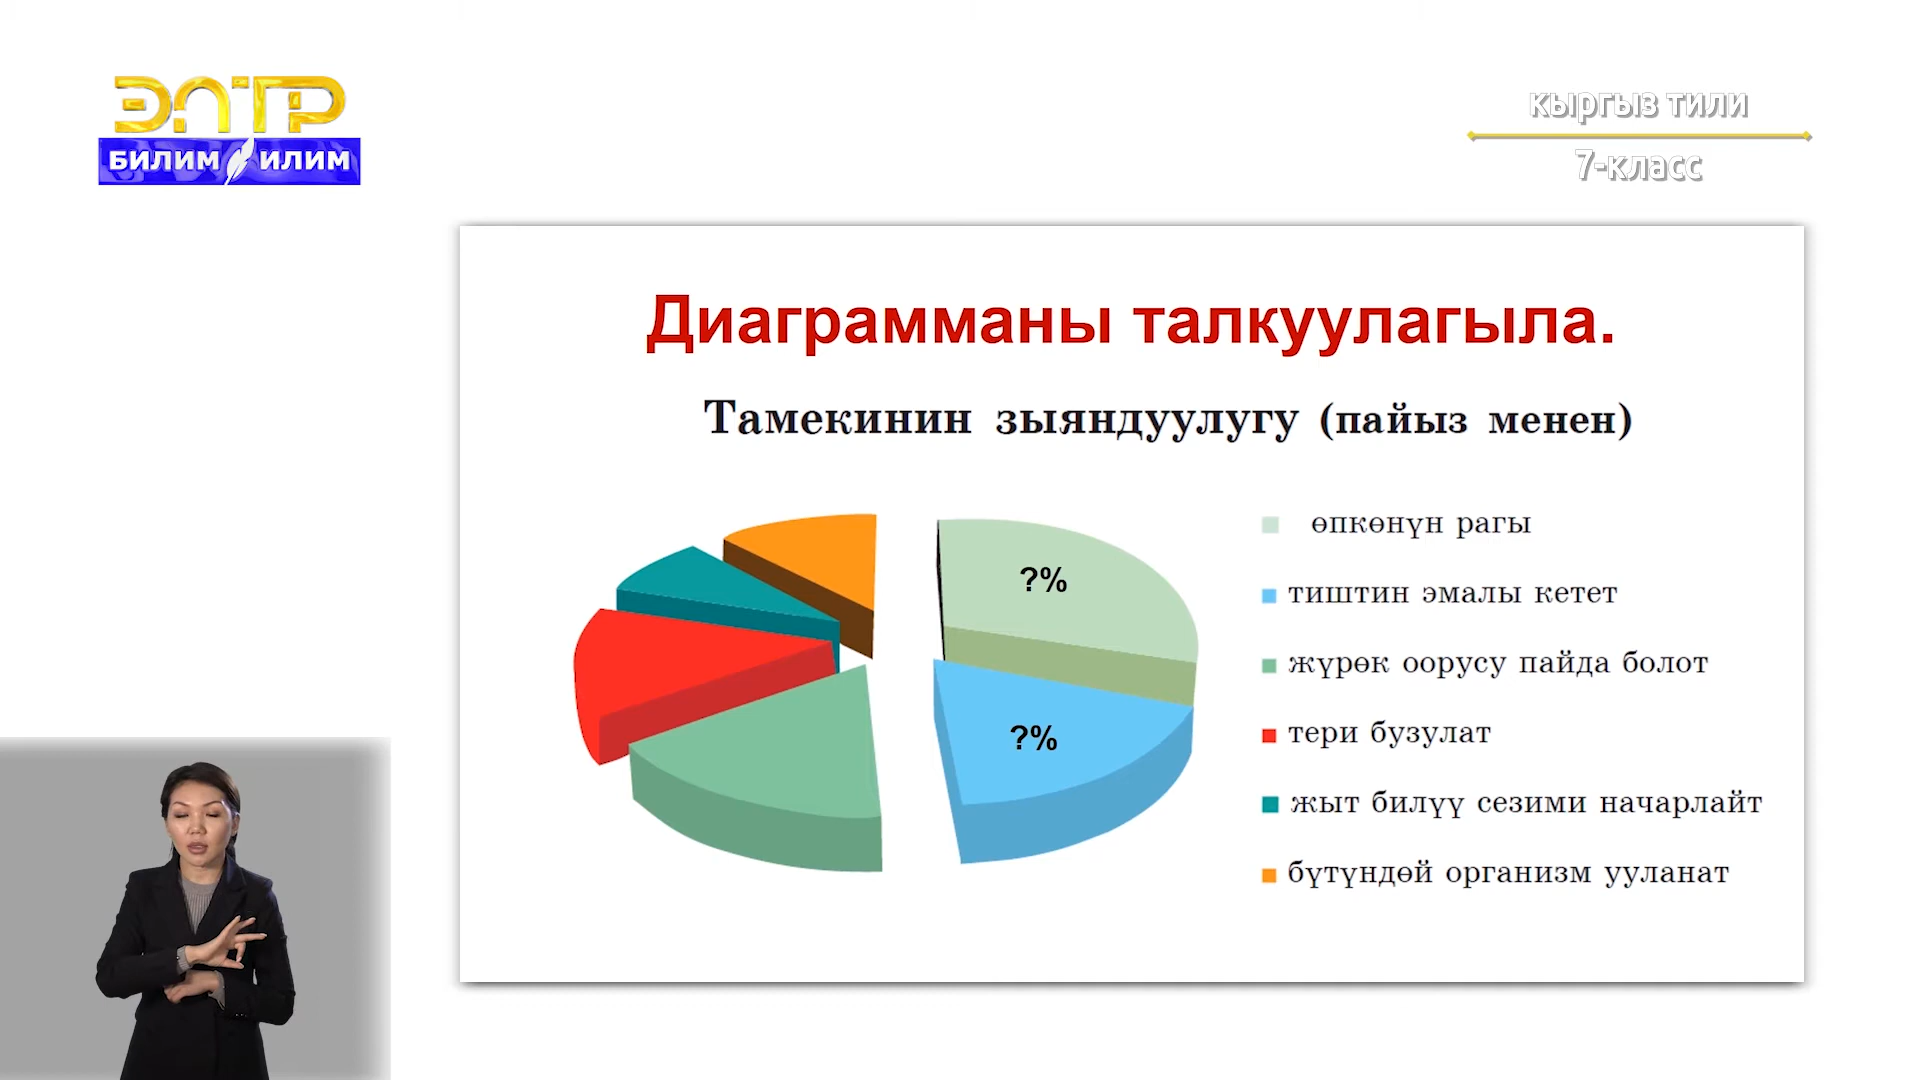 ЭЛТР
БИЛИМ ИЛИМ
кыргыз тили
7-класс
Диаграмманы талкуулагыла.
Тамекинин зыяндуулугу (пайыз менен)
?%
?%
өпкөнүн рагы
тиштин эмалы кетет
жүрөк оорусу пайда болот
тери бузулат
жыт билүү сезими начарлайт
бүтүндөй организм ууланат